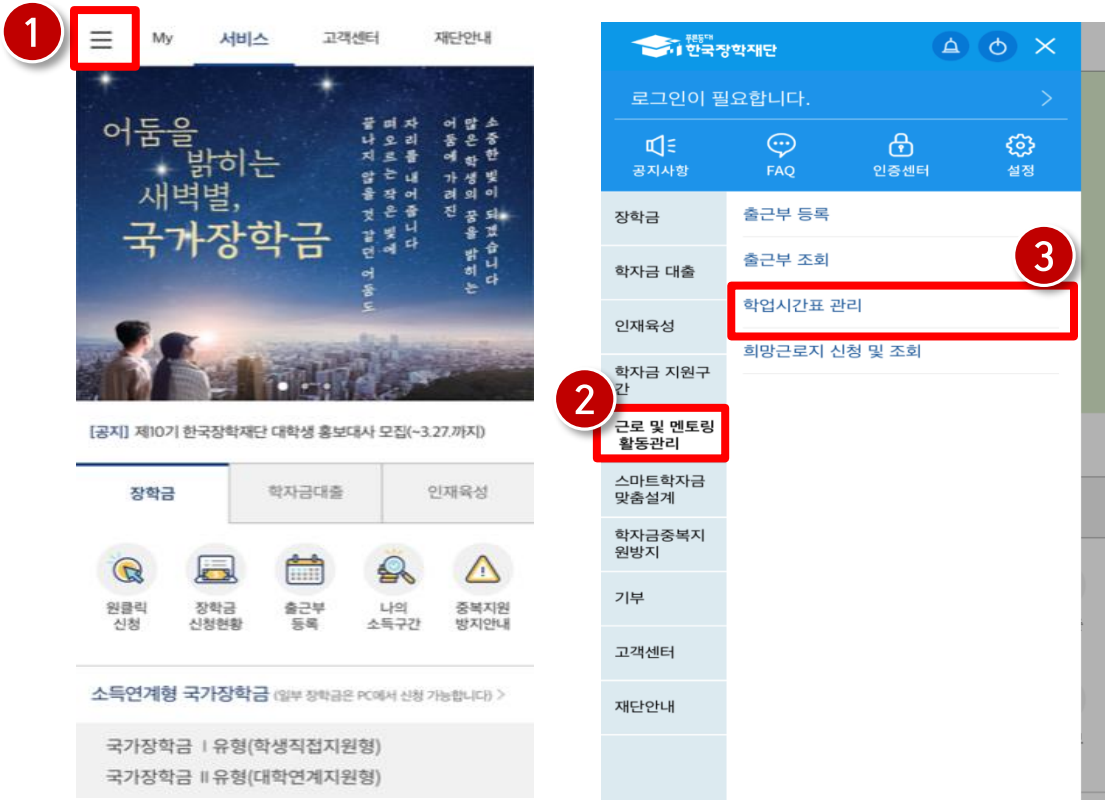 1
My 서비스 고객센터 재단안내
어둠을
밝히는
새벽별,
국가장학금
소중한 빛이 되겠습니다
많은 학생의 꿈을 밝히는
어둠에 가려진
자리를 내어줍니다
떠오르는 작은 빛에
끝나지 않을 것 같던 어둠도
[공지] 제10기 한국장학재단 대학생 홍보대사 모집(~3.27.까지)
장학금 학자금대출 인재육성
원클릭
신청
장학금
신청현황
출근부
등록
나의
소득구간
중복지원
방지안내
소득연계형 국가장학금 (일부 장학금은 PC에서 신청 가능합니다) >
국가장학금 Ⅰ유형(학생직접지원형)
국가장학금 Ⅱ유형(대학연계지원형)
푸른등대
한국장학재단
로그인이 필요합니다.
공지사항 FAQ 인증센터 설정
장학금
학자금 대출
인재육성
학자금 지원구
간
2
근로 및 멘토링
활동관리
스마트학자금
맞춤설계
학자금중복지
원방지
기부
고객센터
재단안내
출근부 등록
출근부 조회
3
학업시간표 관리
희망근로지 신청 및 조회